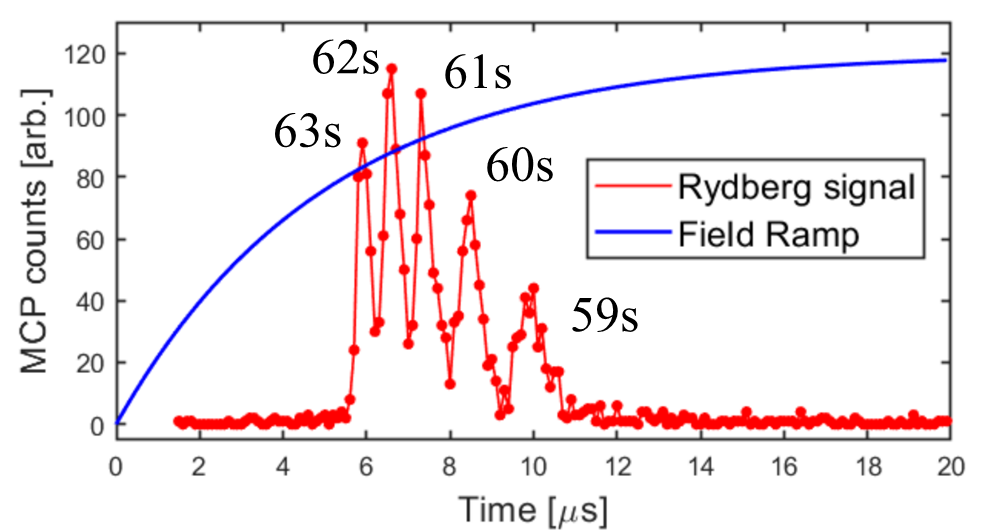 62s
61s
63s
60s
59s
Rydberg signal
Field Ramp
MCP counts [arb.]
120
100
80
60
40
20
0
0 2 4 6 8 10 12 14 16 18 20
Time [μs]